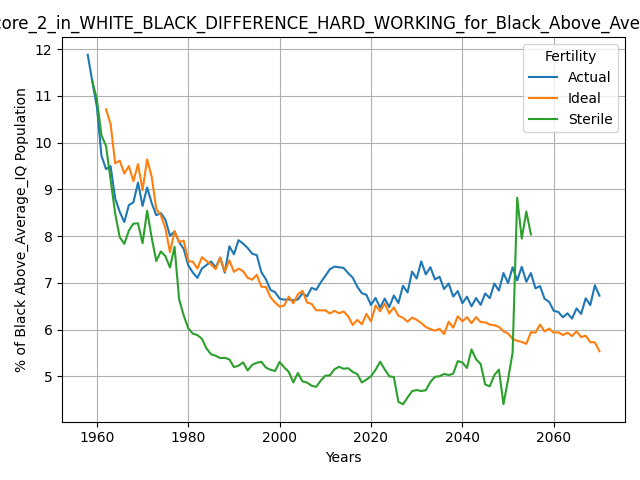 core_2_in_WHITE_BLACK_DIFFERENCE_HARD_WORKING_for_Black_Above_Ave
Fertility
Actual
Ideal
Sterile
% of Black Above_Average_IQ Population
12
11
10
9
8
7
6
5
1960 1980 2000 2020 2040 2060
Years